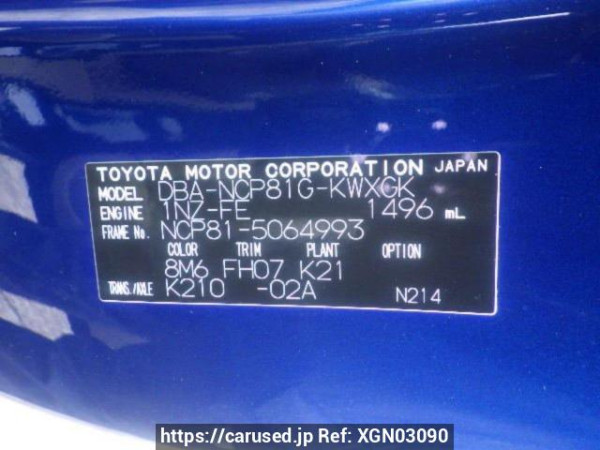 TOYOTA MOTOR CORPORATION JAPAN
MODEL DBA-NCP81G-KWXCK
ENGINE 1NZ-FE 1496 mL
FRAME No. NCP81-5064993
COLOR TRIM PLANT OPTION
8M6 FH07 K21
TRANS./AXLE K210 -02A N214
https://carused.jp Ref: XGN03090